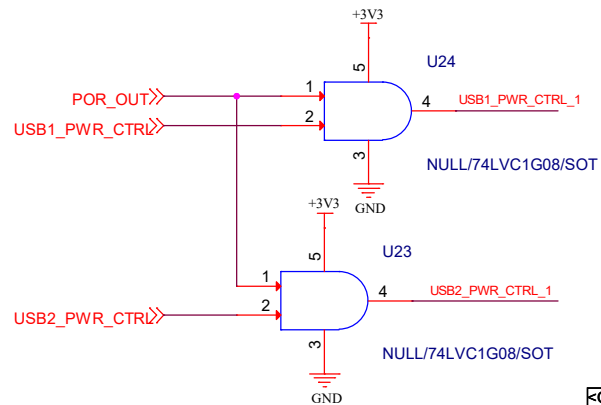 +3V3
U24
5
1
POR_OUT
4
USB1_PWR_CTRL_1
2
USB1_PWR_CTRL
3
NULL/74LVC1G08/SOT
GND
+3V3
U23
5
1
4
USB2_PWR_CTRL_1
2
USB2_PWR_CTRL
3
NULL/74LVC1G08/SOT
GND